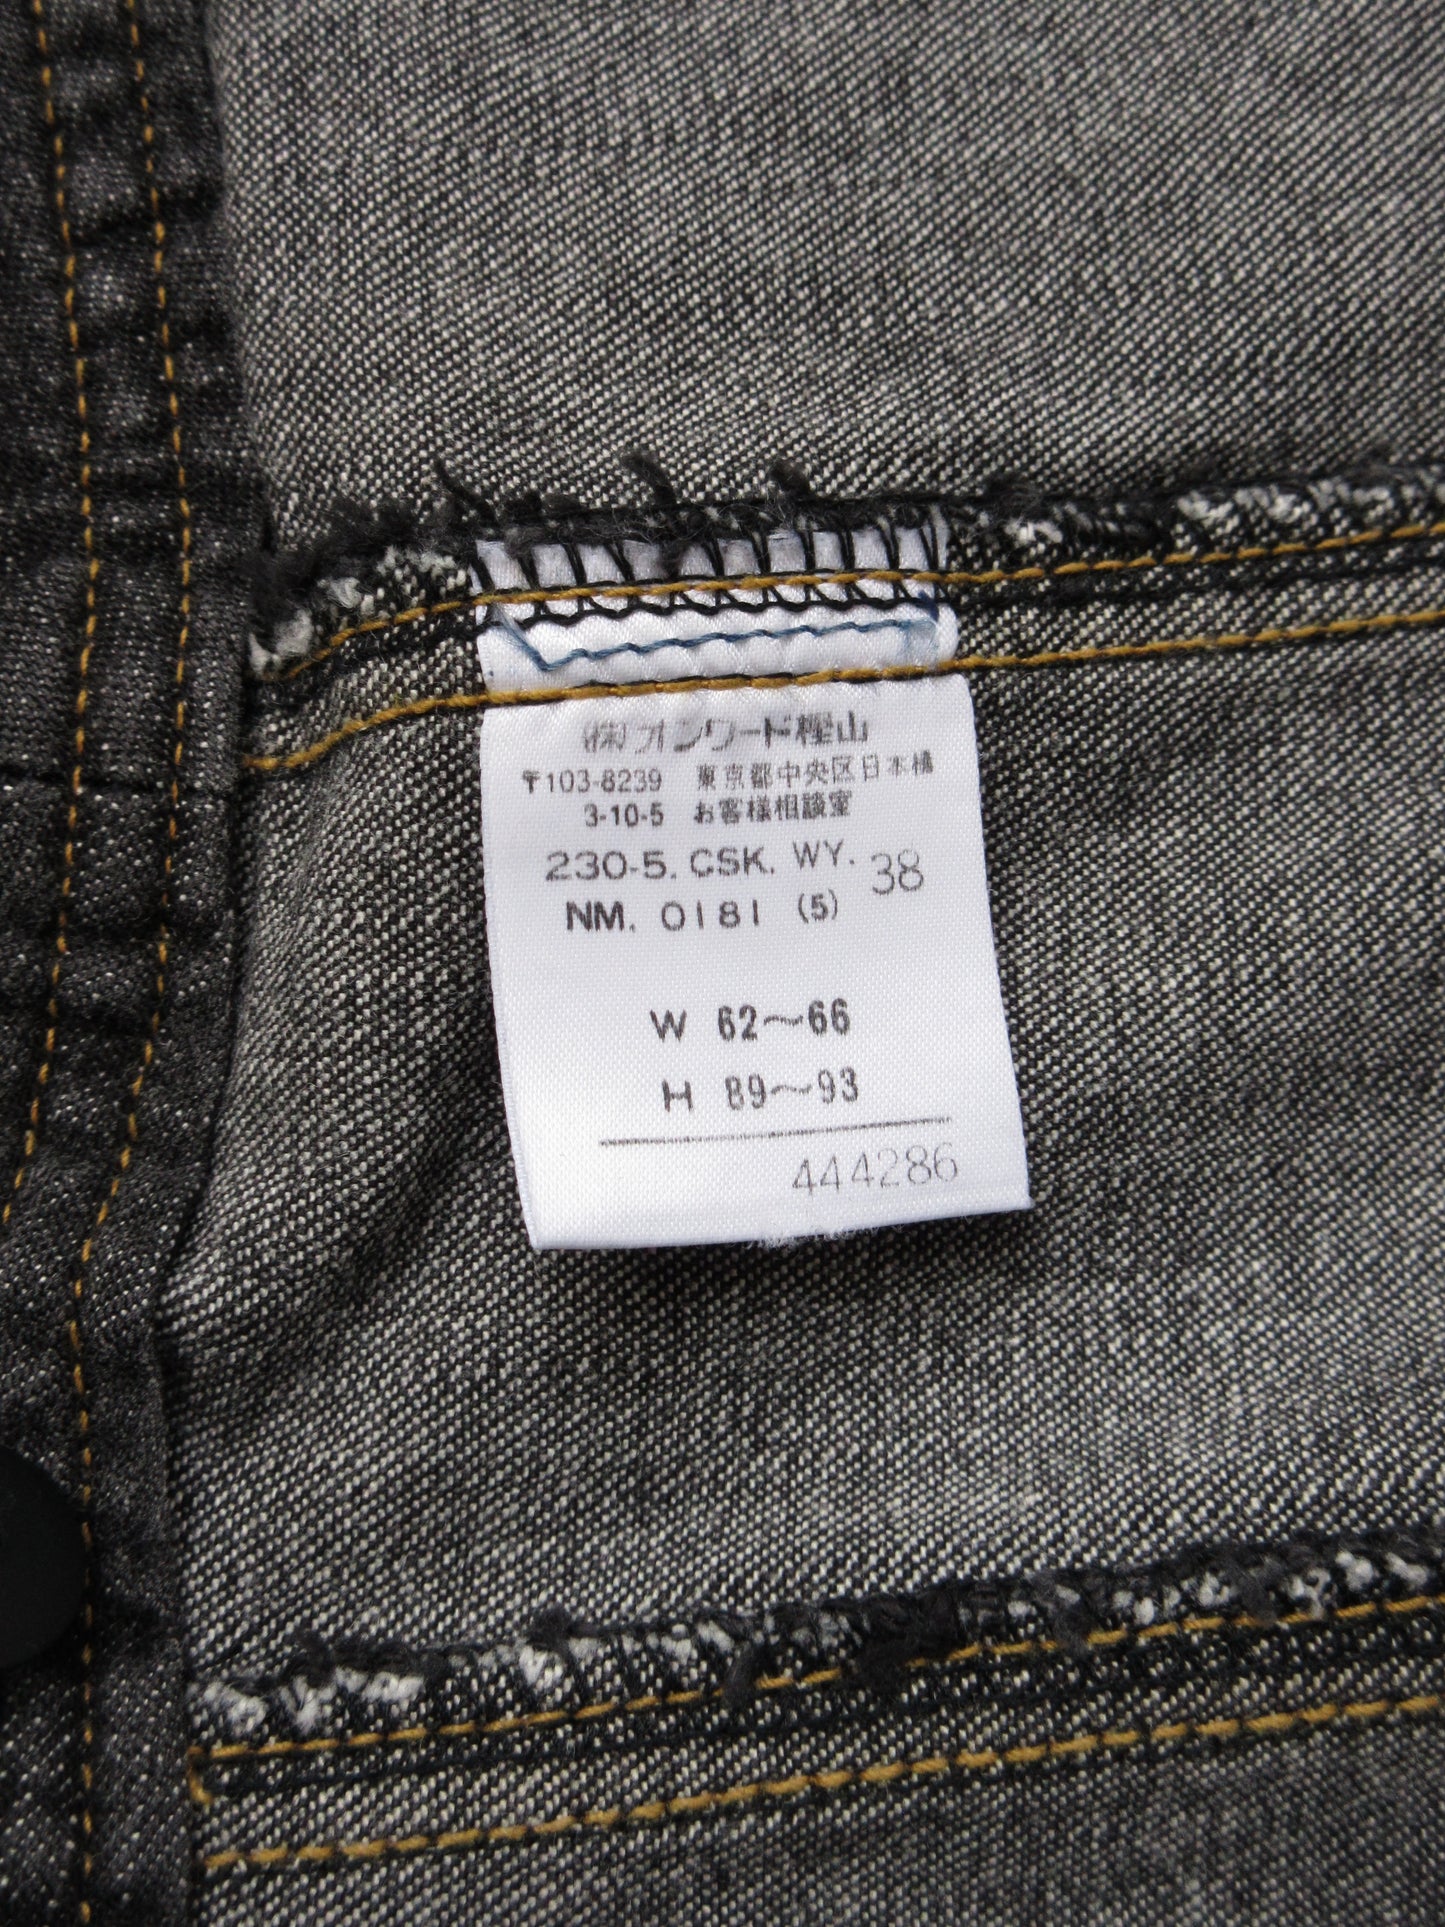 ㈱オンワード樫山
〒103-8239 東京都中央区日本橋
3-10-5 お客様相談室
230-5. CSK. WY. 38
NM. 0181 (5)
W 62〜66
H 89〜93
444286